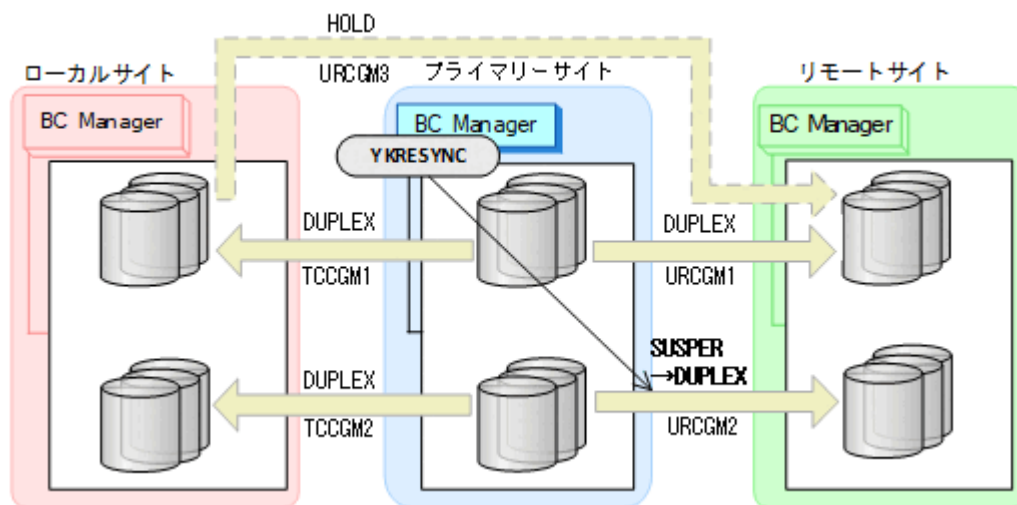 HOLD
URCGM3
ローカルサイト
プライマリーサイト
リモートサイト
BC Manager
BC Manager
BC Manager
YKRESYNC
DUPLEX
TCCGM1
DUPLEX
URCGM1
DUPLEX
TCCGM2
SUSPER
→DUPLEX
URCGM2